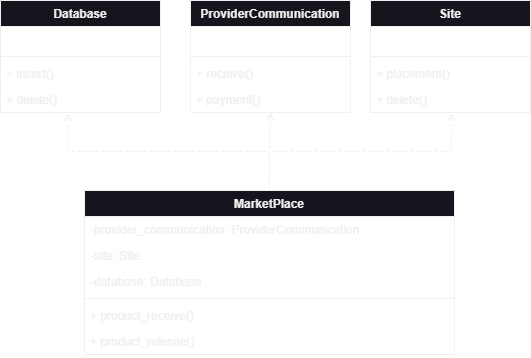 Database
+ insert()
+ delete()
ProviderCommunication
+ receive()
+ payment()
Site
+ placement()
+ delete()
MarketPlace
-provider_communication: ProviderCommunication
-site: Site
-database: Database
+ product_receive()
+ product_relesae()